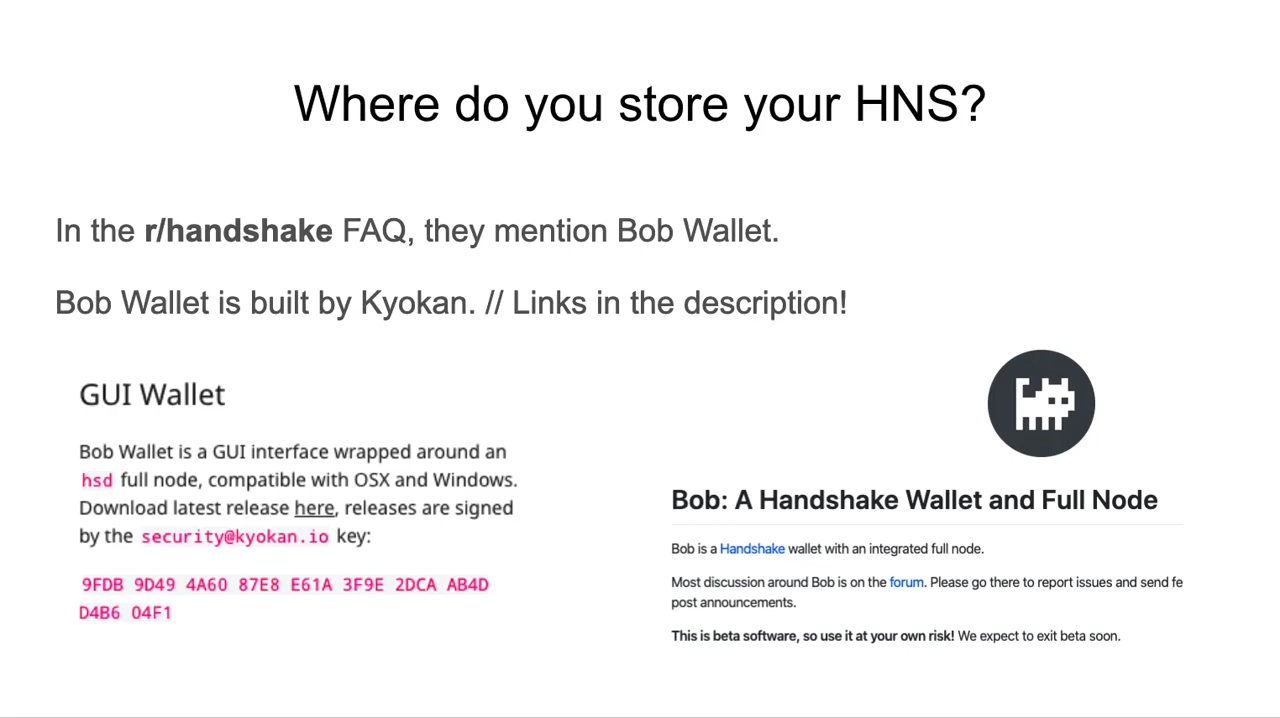 Where do you store your HNS?
In the r/handshake FAQ, they mention Bob Wallet.
Bob Wallet is built by Kyokan. // Links in the description!
GUI Wallet
Bob Wallet is a GUI interface wrapped around an
hsd full node, compatible with OSX and Windows.
Download latest release here, releases are signed
by the security@kyokan.io key:
9FDB 9D49 4A60 87E8 E61A 3F9E 2DCA AB4D
D4B6 04F1
Bob: A Handshake Wallet and Full Node
Bob is a Handshake wallet with an integrated full node.
Most discussion around Bob is on the forum. Please go there to report issues and send fe
post announcements.
This is beta software, so use it at your own risk! We expect to exit beta soon.